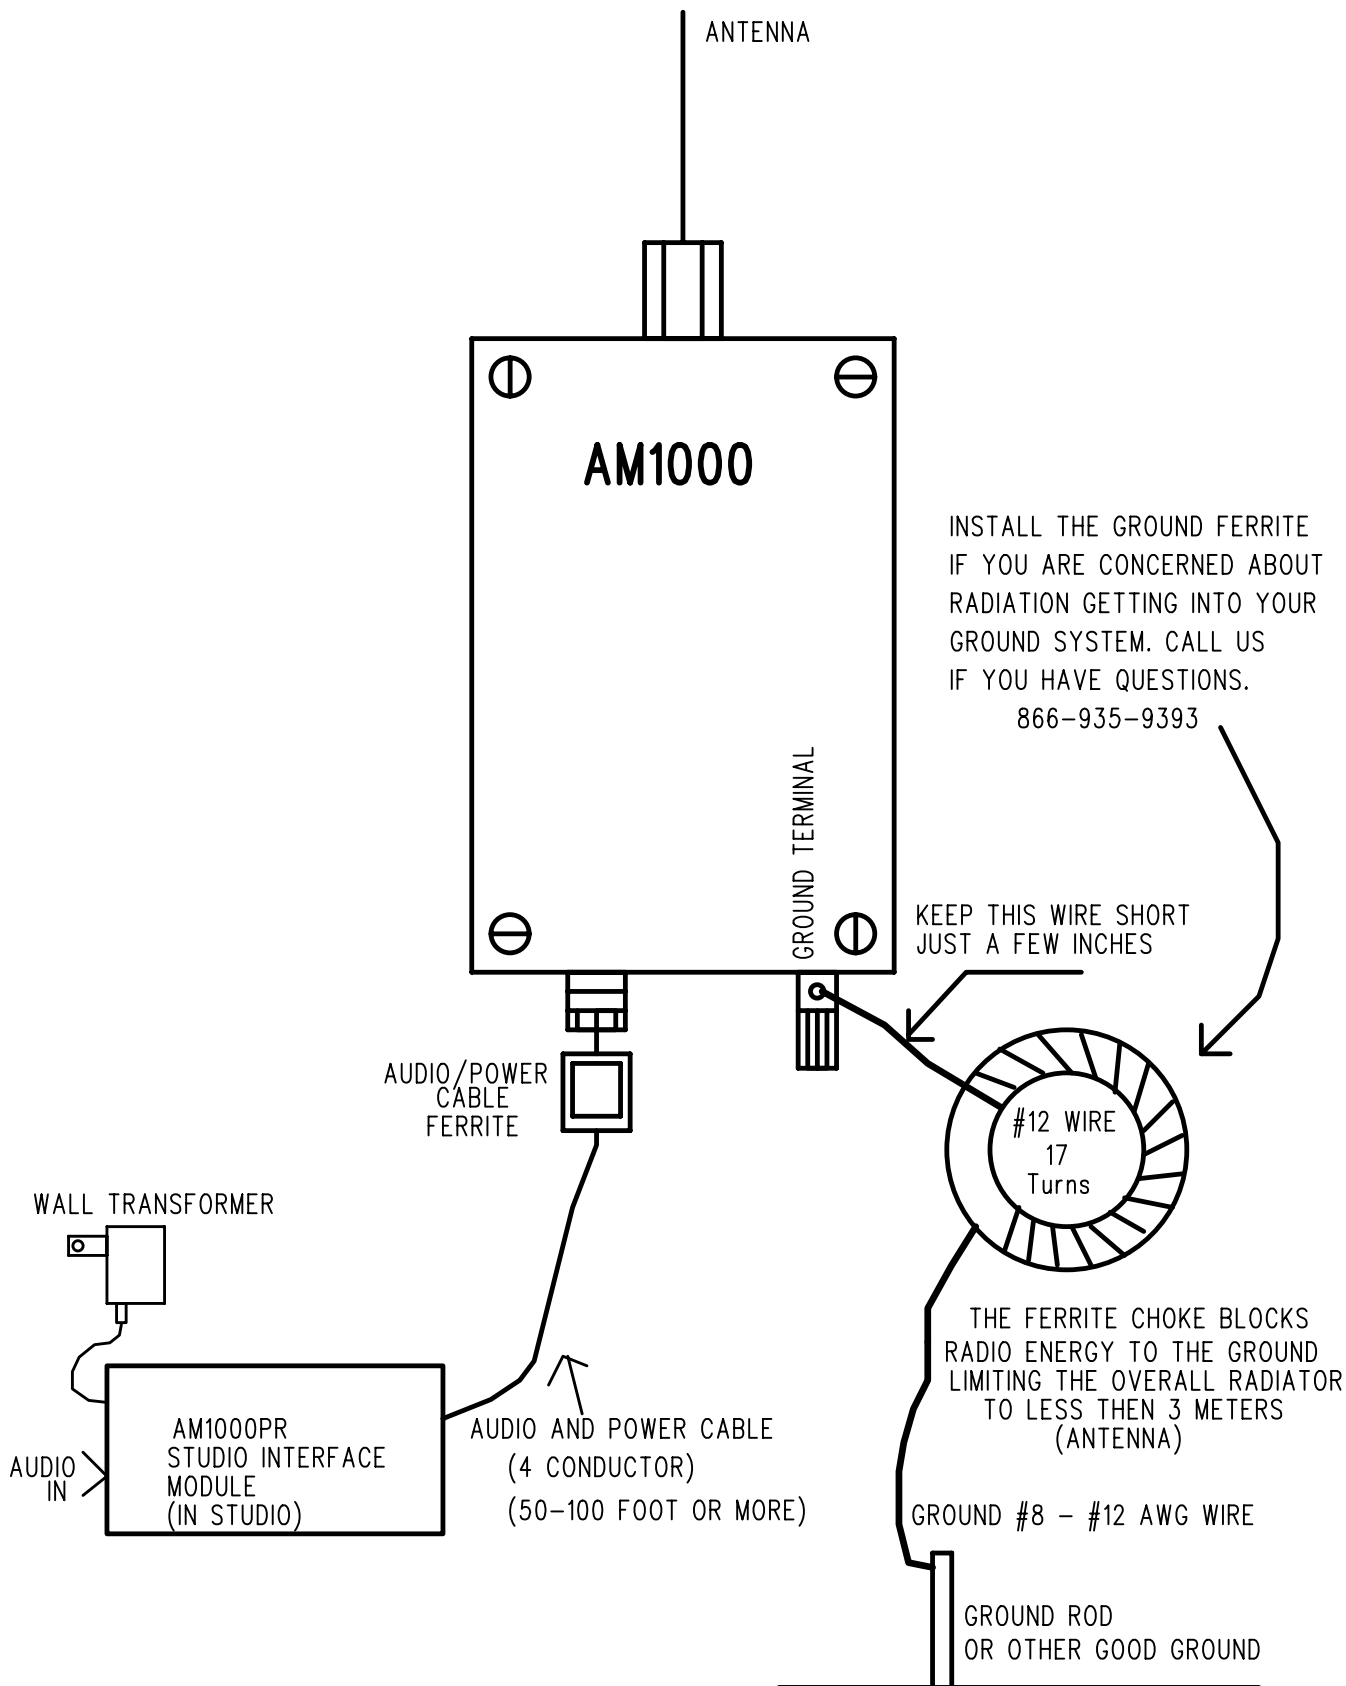 ANTENNA
AM1000
INSTALL THE GROUND FERRITE
IF YOU ARE CONCERNED ABOUT
RADIATION GETTING INTO YOUR
GROUND SYSTEM. CALL US
IF YOU HAVE QUESTIONS.
866-935-9393
GROUND TERMINAL
KEEP THIS WIRE SHORT
JUST A FEW INCHES
AUDIO/POWER
CABLE
FERRITE
#12 WIRE
17
Turns
WALL TRANSFORMER
THE FERRITE CHOKE BLOCKS
RADIO ENERGY TO THE GROUND
LIMITING THE OVERALL RADIATOR
TO LESS THEN 3 METERS
(ANTENNA)
AM1000PR
STUDIO INTERFACE
MODULE
(IN STUDIO)
AUDIO
IN
AUDIO AND POWER CABLE
(4 CONDUCTOR)
(50-100 FOOT OR MORE)
GROUND #8 - #12 AWG WIRE
GROUND ROD
OR OTHER GOOD GROUND